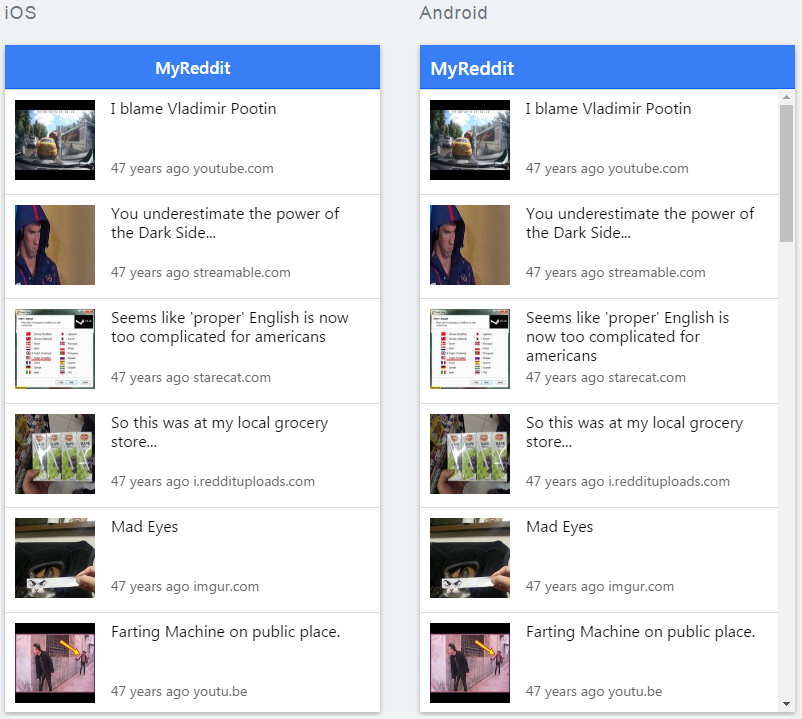 iOS
MyReddit
I blame Vladimir Pootin
47 years ago youtube.com
You underestimate the power of
the Dark Side...
47 years ago streamable.com
Seems like 'proper' English is now
too complicated for americans
47 years ago starecat.com
So this was at my local grocery
store...
47 years ago i.reddituploads.com
Mad Eyes
47 years ago imgur.com
Farting Machine on public place.
47 years ago youtu.be
Android
MyReddit
I blame Vladimir Pootin
47 years ago youtube.com
You underestimate the power of
the Dark Side...
47 years ago streamable.com
Seems like 'proper' English is
now too complicated for
americans
47 years ago starecat.com
So this was at my local grocery
store...
47 years ago i.reddituploads.com
Mad Eyes
47 years ago imgur.com
Farting Machine on public place.
47 years ago youtu.be